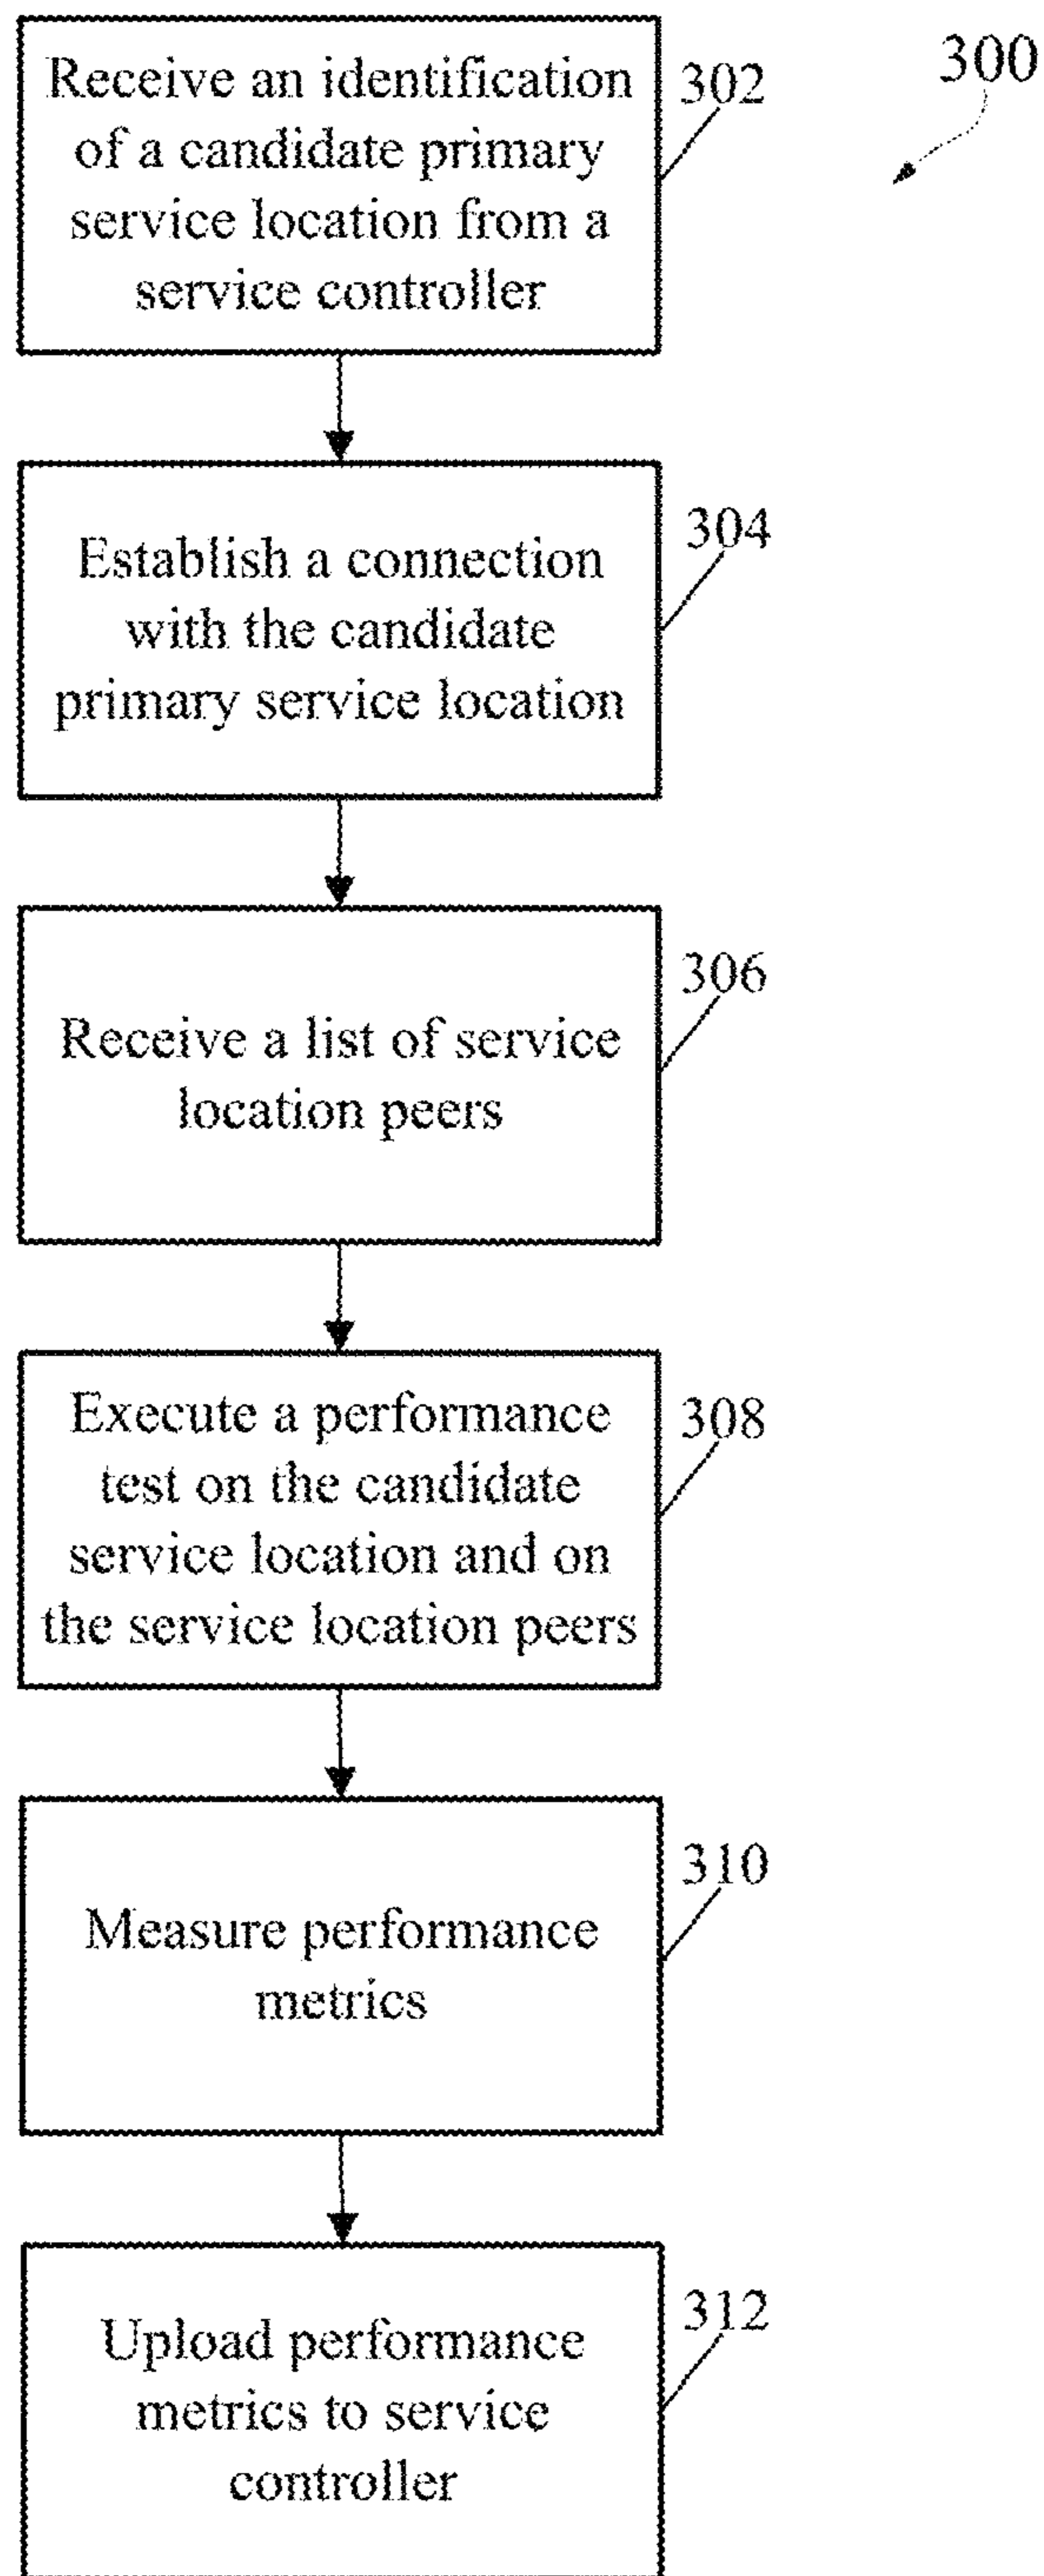 300
Receive an identification
of a candidate primary
service location from a
service controller
302
Establish a connection
with the candidate
primary service location
304
Receive a list of service
location peers
306
Execute a performance
test on the candidate
service location and on
the service location peers
308
Measure performance
metrics
310
Upload performance
metrics to service
controller
312